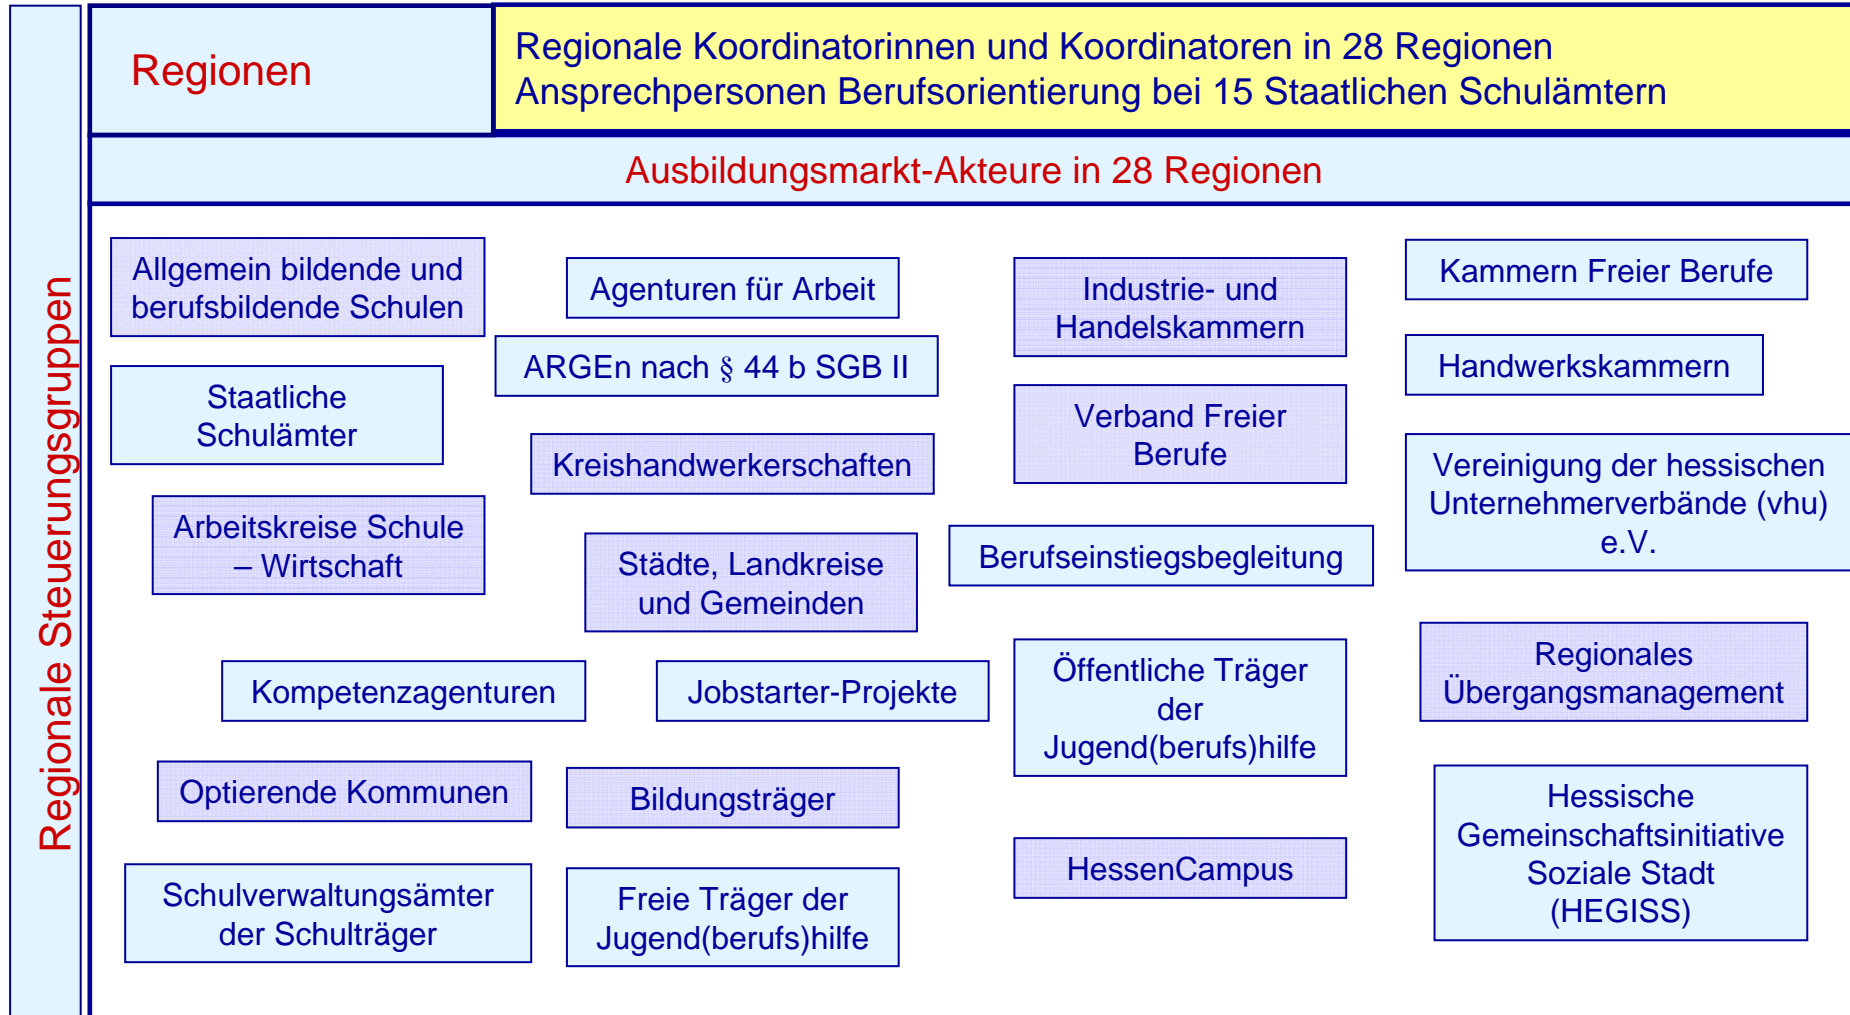 Regionale Steuerungsgruppen
Regionen
Regionale Koordinatorinnen und Koordinatoren in 28 Regionen
Ansprechpersonen Berufsorientierung bei 15 Staatlichen Schulämtern
Ausbildungsmarkt-Akteure in 28 Regionen
Allgemein bildende und
berufsbildende Schulen
Staatliche
Schulämter
Arbeitskreise Schule
– Wirtschaft
Kompetenzagenturen
Optierende Kommunen
Schulverwaltungsämter
der Schulträger
Agenturen für Arbeit
ARGEn nach § 44 b SGB II
Kreishandwerkerschaften
Städte, Landkreise
und Gemeinden
Jobstarter-Projekte
Bildungsträger
Freie Träger der
Jugend(berufs)hilfe
Industrie- und
Handelskammern
Verband Freier
Berufe
Berufseinstiegsbegleitung
Öffentliche Träger
der
Jugend(berufs)hilfe
HessenCampus
Kammern Freier Berufe
Handwerkskammern
Vereinigung der hessischen
Unternehmerverbände (vhu)
e.V.
Regionales
Übergangsmanagement
Hessische
Gemeinschaftsinitiative
Soziale Stadt
(HEGISS)